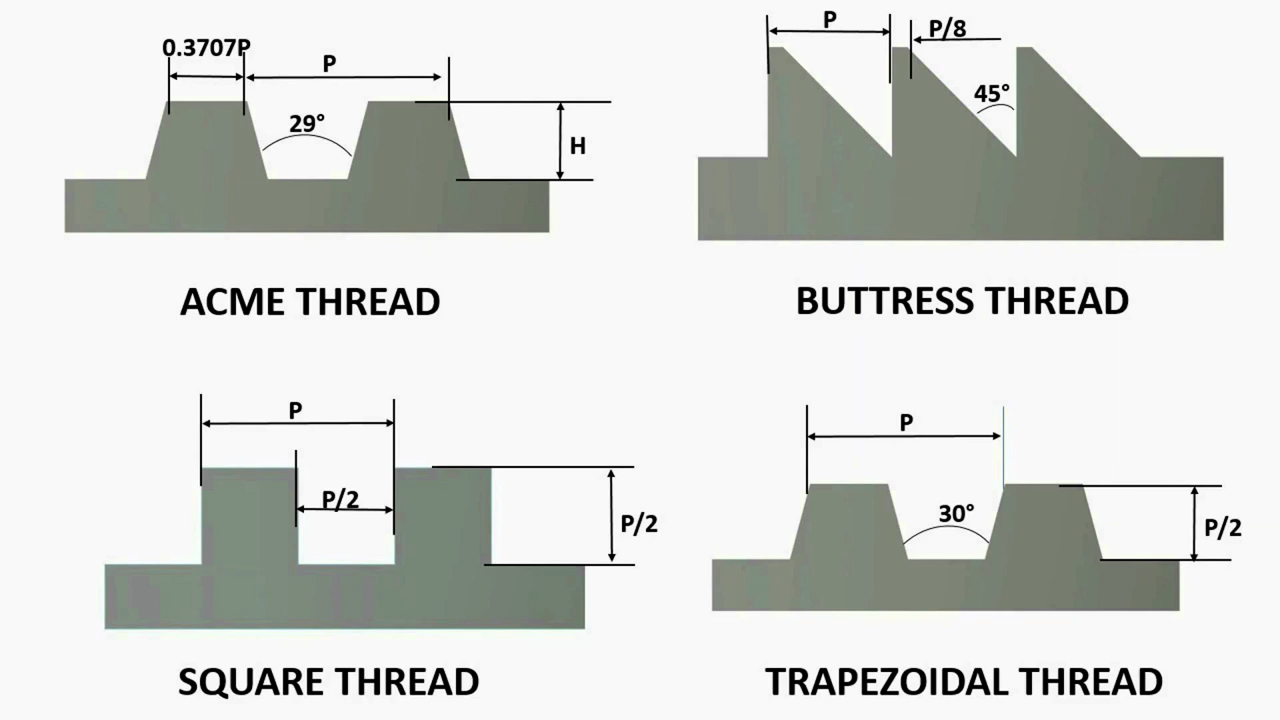 0.3707P
P
29°
H
ACME THREAD
P
P/8
45°
BUTTRESS THREAD
P
P/2
P/2
SQUARE THREAD
P
30°
P/2
TRAPEZOIDAL THREAD